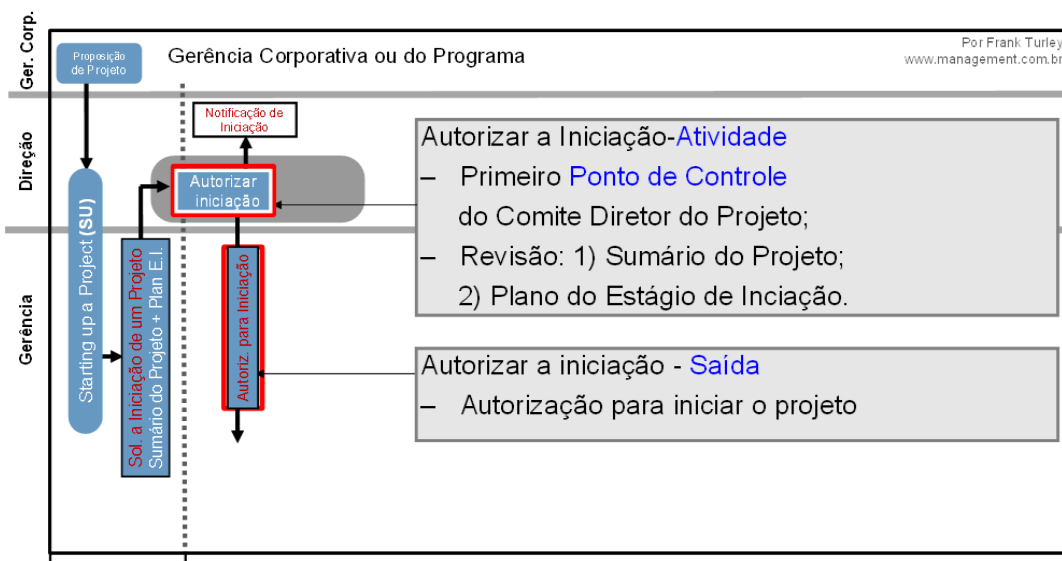 Ger. Corp.
Proposição
de Projeto
Gerência Corporativa ou do Programa
Por Frank Turley
www.management.com.br
Direção
Notificação de
Iniciação
Autorizar
iniciação
Autorizar a Iniciação-Atividade
– Primeiro Ponto de Controle
do Comite Diretor do Projeto;
– Revisão: 1) Sumário do Projeto;
2) Plano do Estágio de Inciação.
Gerência
Starting up a Project (SU)
Sol. a Iniciação de um Projeto
Sumário do Projeto + Plan E.I.
Autoriz. para Iniciação
Autorizar a iniciação - Saída
– Autorização para iniciar o projeto